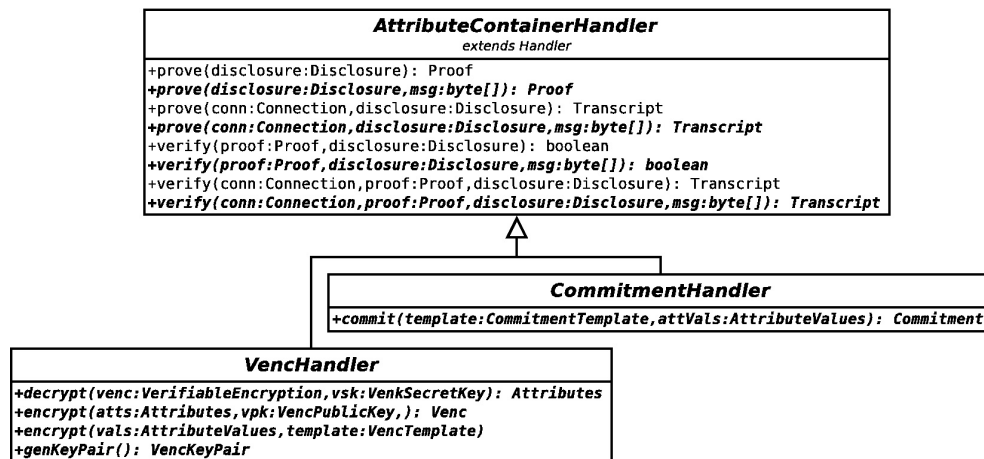 AttributeContainerHandler
extends Handler
+prove(disclosure:Disclosure): Proof
+prove(disclosure:Disclosure,msg:byte[]): Proof
+prove(conn:Connection,disclosure:Disclosure): Transcript
+prove(conn:Connection,disclosure:Disclosure,msg:byte[]): Transcript
+verify(proof:Proof,disclosure:Disclosure): boolean
+verify(proof:Proof,disclosure:Disclosure,msg:byte[]): boolean
+verify(conn:Connection,proof:Proof,disclosure:Disclosure): Transcript
+verify(conn:Connection,proof:Proof,disclosure:Disclosure,msg:byte[]): Transcript
CommitmentHandler
+commit(template:CommitmentTemplate,attVals:AttributeValues): Commitment
VencHandler
+decrypt(venc:VerifiableEncryption,vsk:VenkSecretKey): Attributes
+encrypt(atts:Attributes,vpk:VencPublicKey,): Venc
+encrypt(vals:AttributeValues,template:VencTemplate)
+genKeyPair(): VencKeyPair